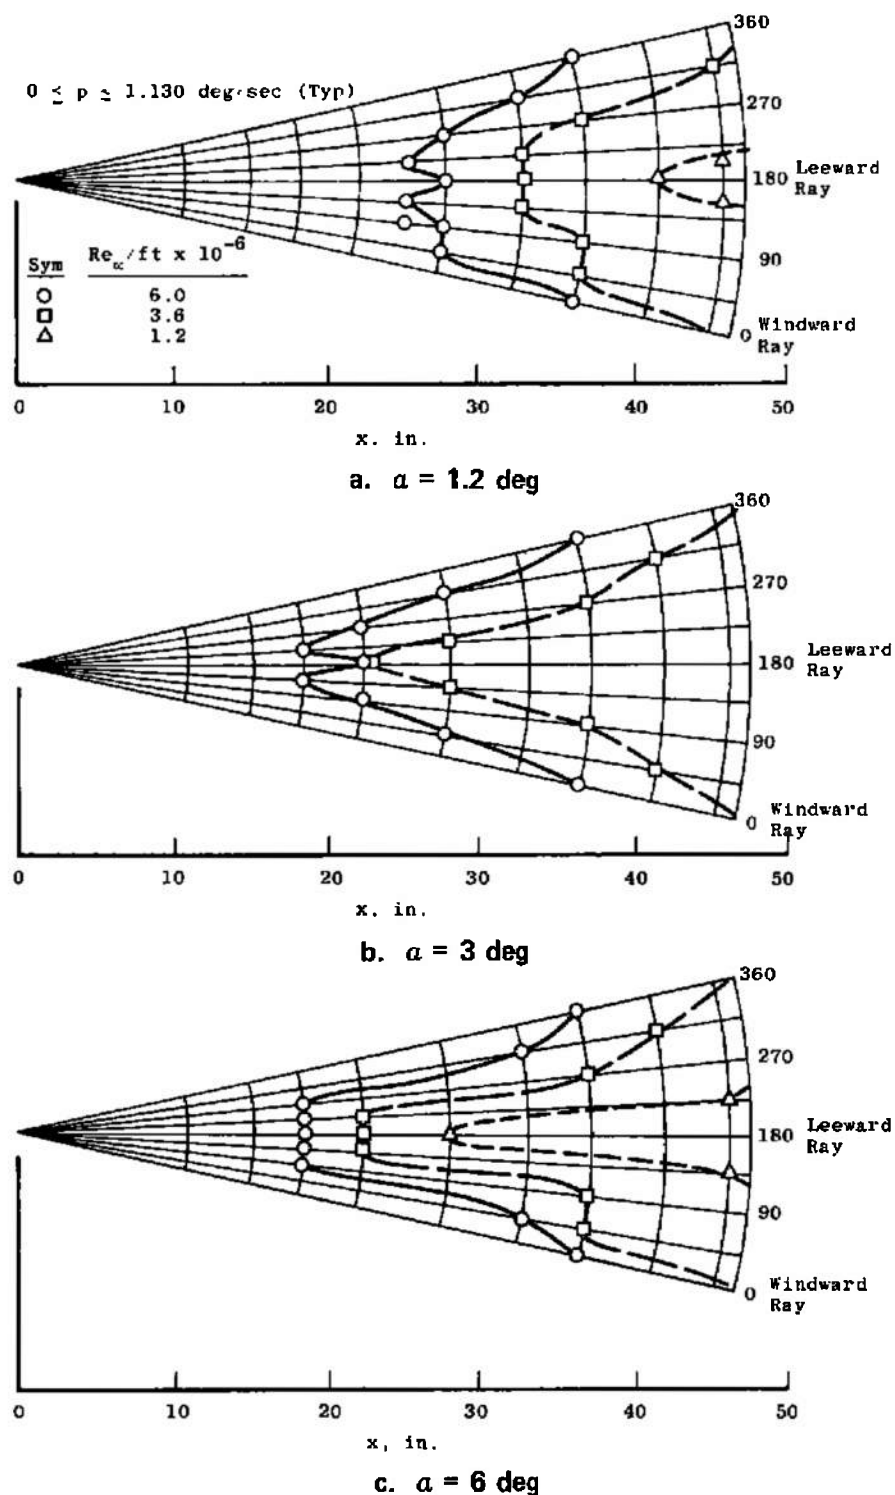 360
0 ≤ p ≤ 1.130 deg·sec (Typ)
270
180 Leeward
Ray
Sym Re∝/ft x 10-6
○ 6.0
□ 3.6
△ 1.2
90
0 Windward
Ray
0 10 20 30 40 50
x. in.
a. α = 1.2 deg
360
270
180 Leeward
Ray
90
0 Windward
Ray
0 10 20 30 40 50
x. in.
b. α = 3 deg
360
270
180 Leeward
Ray
90
0 Windward
Ray
0 10 20 30 40 50
x, in.
c. α = 6 deg